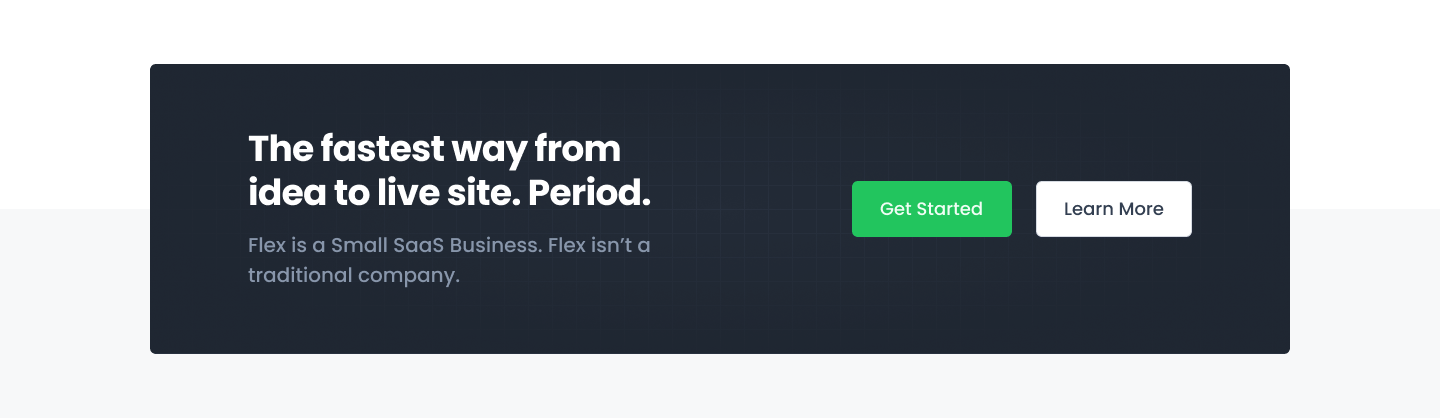 The fastest way from
idea to live site. Period.
Flex is a Small SaaS Business. Flex isn’t a
traditional company.
Get Started
Learn More